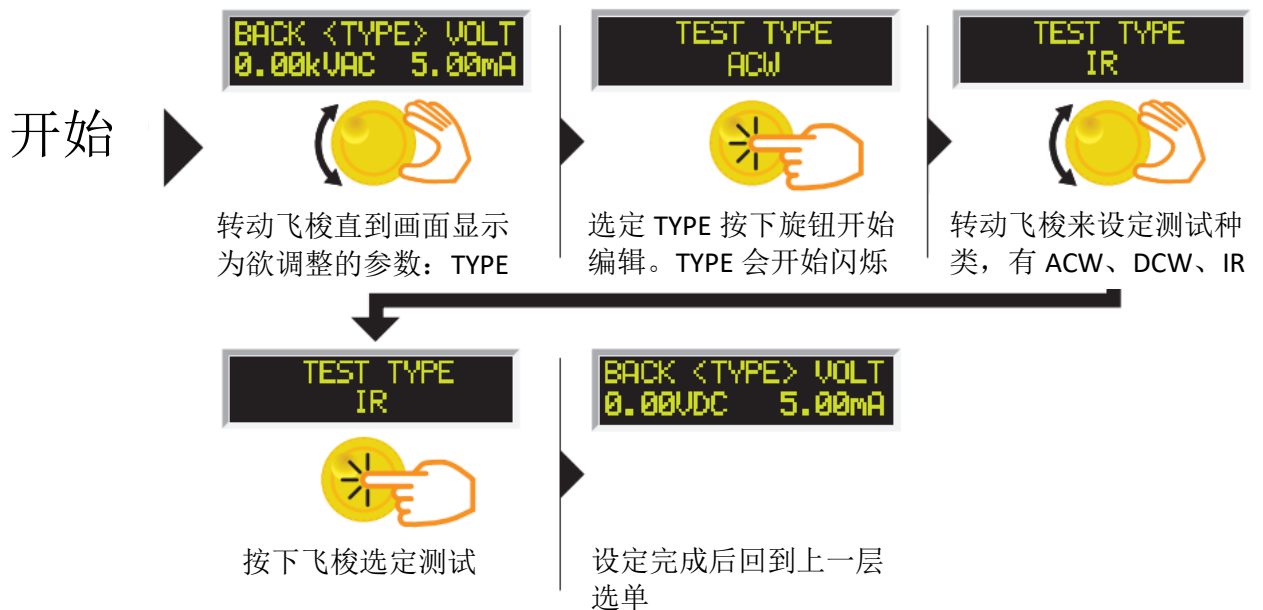 开始
BACK <TYPE> VOLT
0.00kVAC 5.00mA
转动飞梭直到画面显示
为欲调整的参数：TYPE
TEST TYPE
ACW
选定 TYPE 按下旋钮开始
编辑。TYPE 会开始闪烁
TEST TYPE
IR
转动飞梭来设定测试种
类，有 ACW、DCW、IR
TEST TYPE
IR
按下飞梭选定测试
BACK <TYPE> VOLT
0.00VDC 5.00mA
设定完成后回到上一层
选单